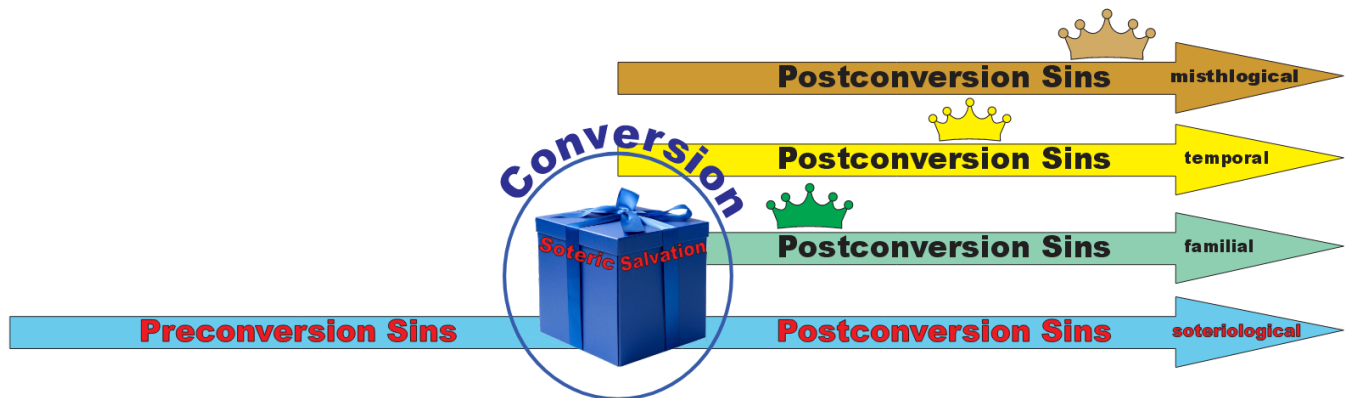 Postconversion Sins misthlogical
Postconversion Sins temporal
Conversion
Soteric Salvation
Postconversion Sins familial
Preconversion Sins Postconversion Sins soteriological